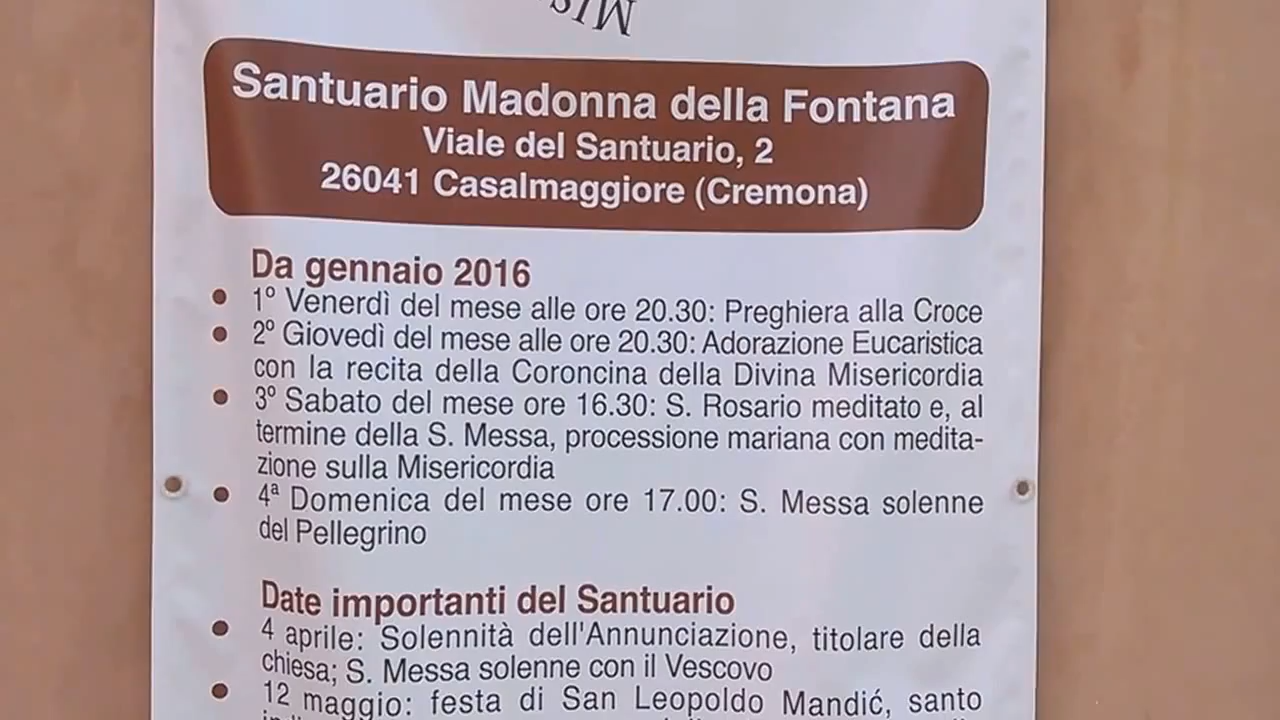 Santuario Madonna della Fontana
Viale del Santuario, 2
26041 Casalmaggiore (Cremona)
Da gennaio 2016
• 1º Venerdì del mese alle ore 20.30: Preghiera alla Croce
• 2º Giovedì del mese alle ore 20.30: Adorazione Eucaristica
con la recita della Coroncina della Divina Misericordia
• 3º Sabato del mese ore 16.30: S. Rosario meditato e, al
termine della S. Messa, processione mariana con medita-
zione sulla Misericordia
• 4ª Domenica del mese ore 17.00: S. Messa solenne
del Pellegrino
Date importanti del Santuario
• 4 aprile: Solennità dell'Annunciazione, titolare della
chiesa; S. Messa solenne con il Vescovo
• 12 maggio: festa di San Leopoldo Mandić, santo